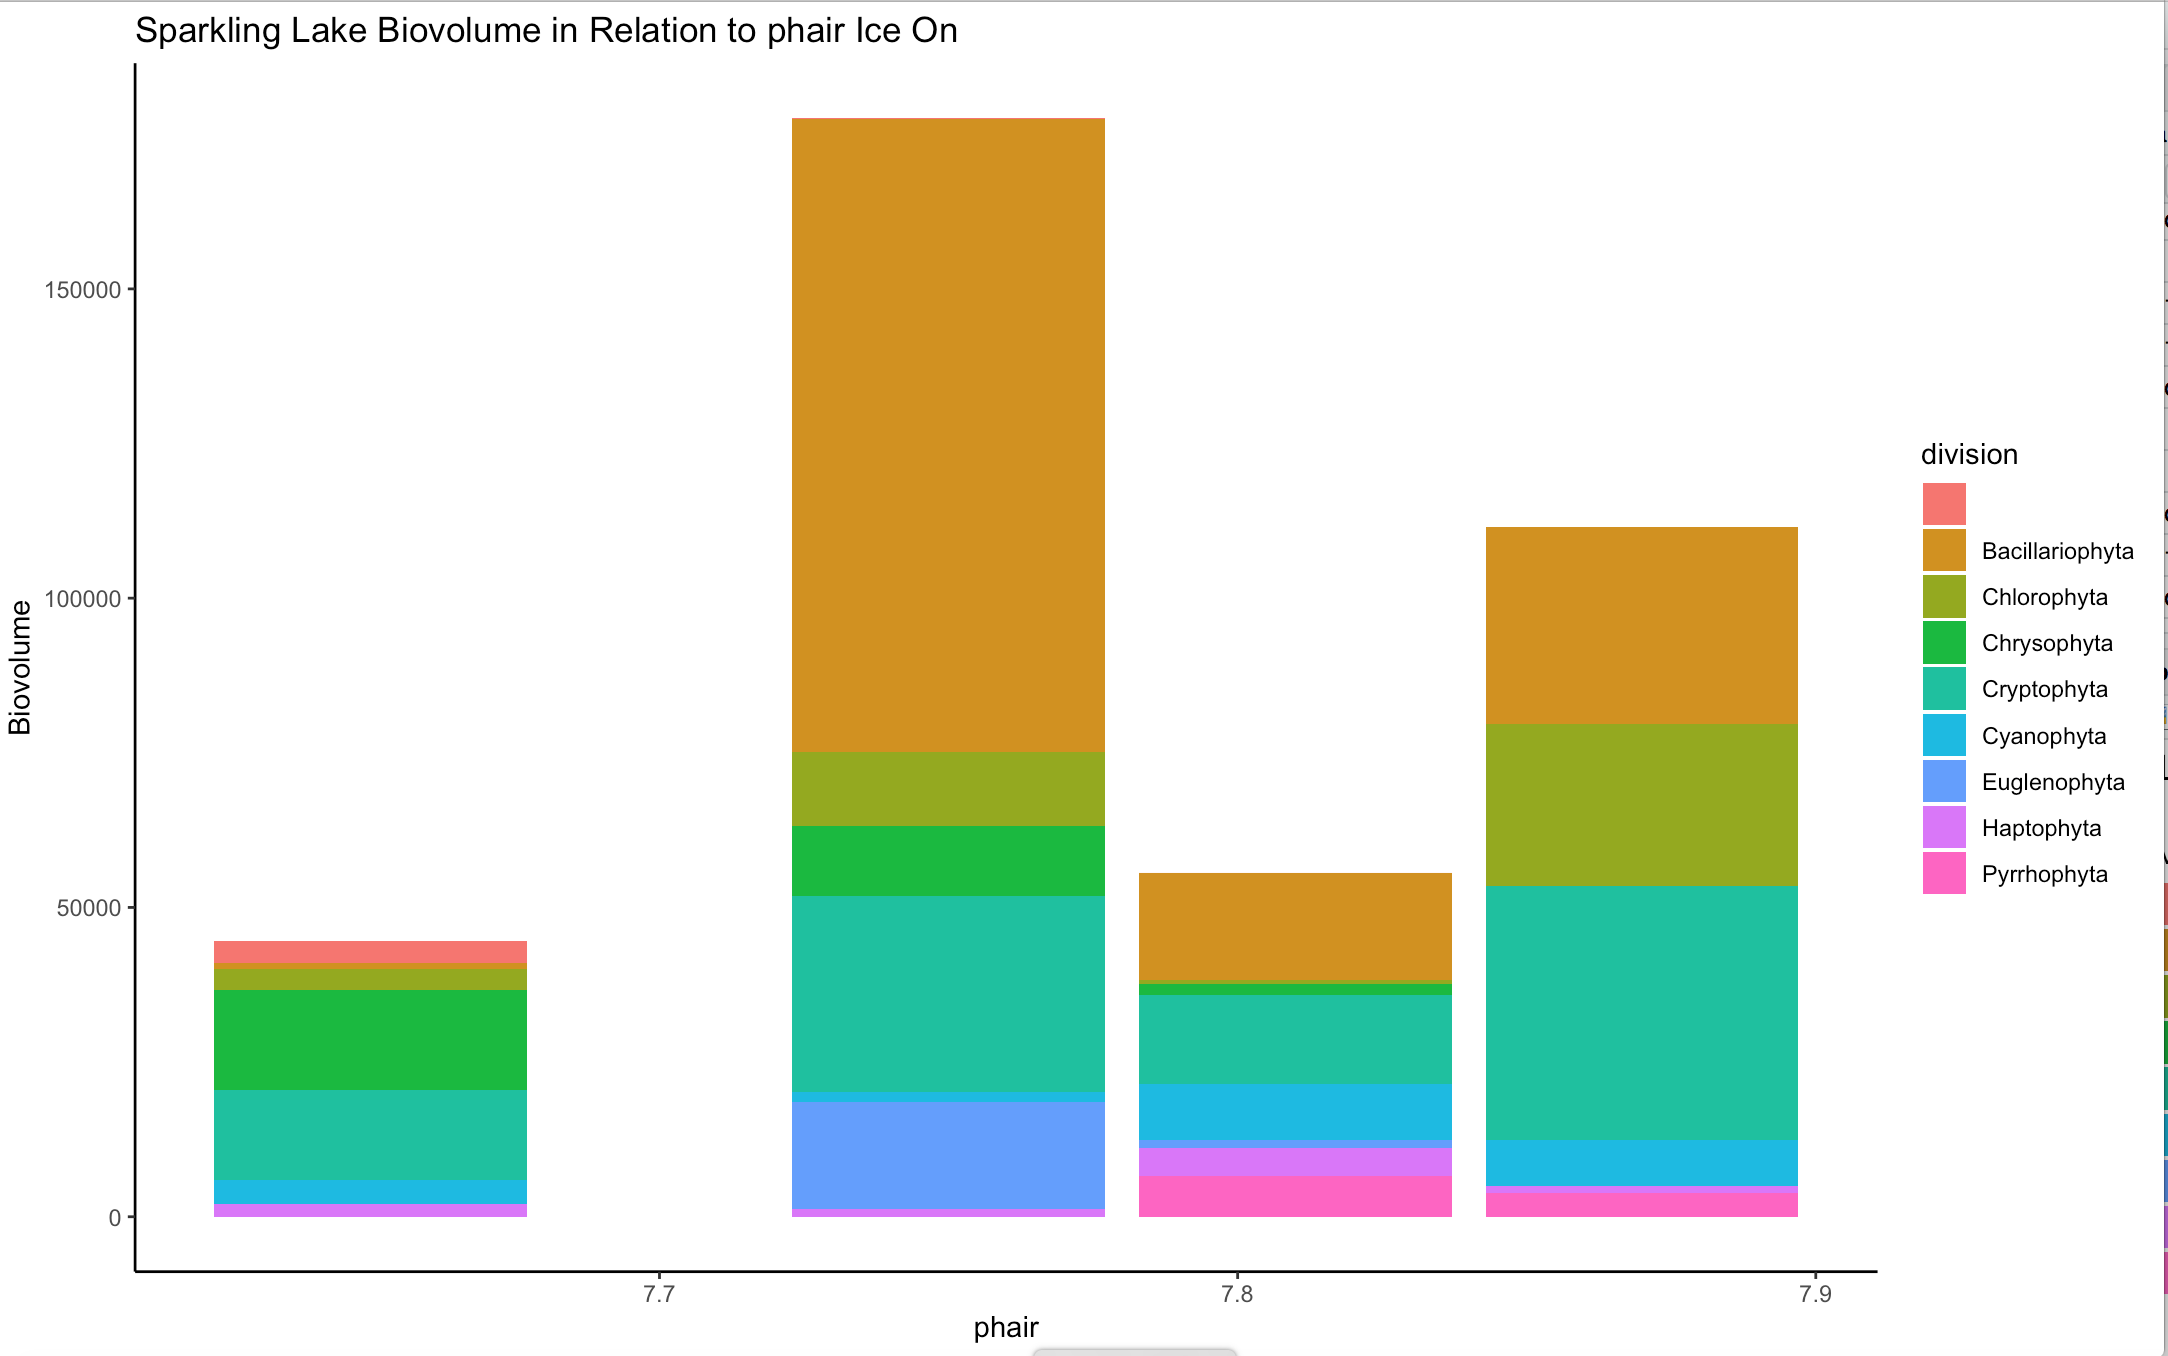 Sparkling Lake Biovolume in Relation to phair Ice On
Biovolume
150000
100000
50000
0
7.7
7.8
7.9
phair
division
Bacillariophyta
Chlorophyta
Chrysophyta
Cryptophyta
Cyanophyta
Euglenophyta
Haptophyta
Pyrrhophyta